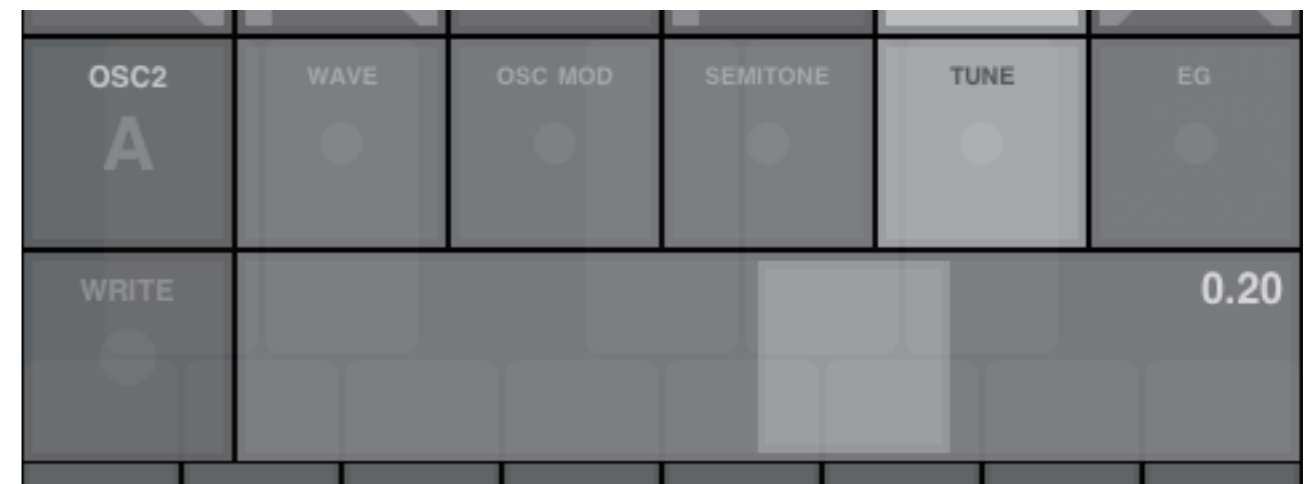 OSC2 WAVE OSC MOD SEMITONE TUNE EG
A
WRITE 0.20